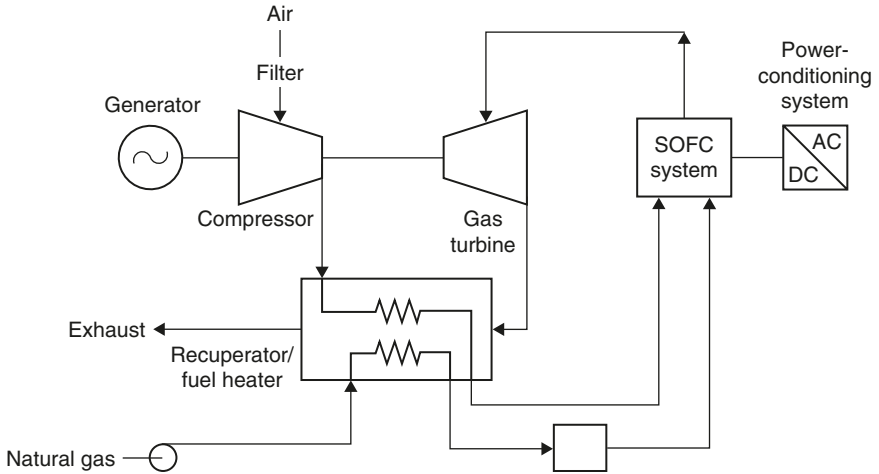 Air
Filter
Generator
Compressor
Gas
turbine
SOFC
system
Power-
conditioning
system
AC
DC
Exhaust
Recuperator/
fuel heater
Natural gas